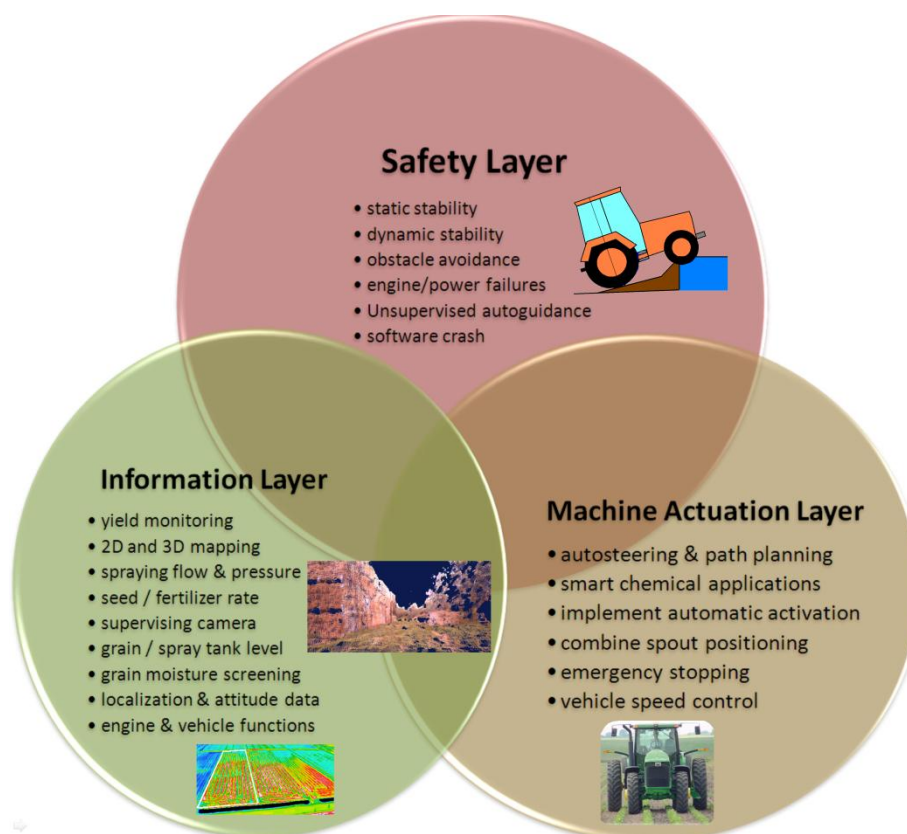 Safety Layer
• static stability
• dynamic stability
• obstacle avoidance
• engine/power failures
• Unsupervised autoguidance
• software crash
Information Layer
• yield monitoring
• 2D and 3D mapping
• spraying flow & pressure
• seed / fertilizer rate
• supervising camera
• grain / spray tank level
• grain moisture screening
• localization & attitude data
• engine & vehicle functions
Machine Actuation Layer
• autosteering & path planning
• smart chemical applications
• implement automatic activation
• combine spout positioning
• emergency stopping
• vehicle speed control